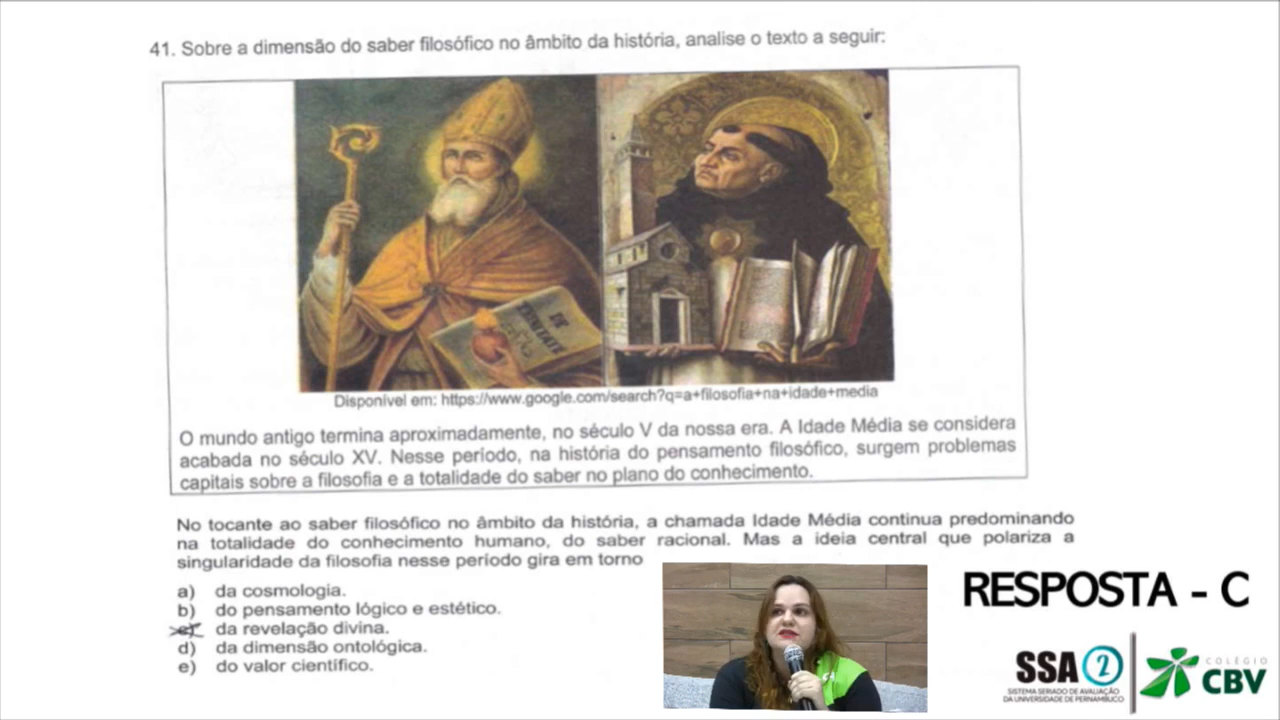 41. Sobre a dimensão do saber filosófico no âmbito da história, analise o texto a seguir:
DE
TRINITATE
Disponível em: https://www.google.com/search?q=a+filosofia+na+idade+media
O mundo antigo termina aproximadamente, no século V da nossa era. A Idade Média se considera
acabada no século XV. Nesse período, na história do pensamento filosófico, surgem problemas
capitais sobre a filosofia e a totalidade do saber no plano do conhecimento.
No tocante ao saber filosófico no âmbito da história, a chamada Idade Média continua predominando
na totalidade do conhecimento humano, do saber racional. Mas a ideia central que polariza a
singularidade da filosofia nesse período gira em torno
a) da cosmologia.
b) do pensamento lógico e estético.
c) da revelação divina.
d) da dimensão ontológica.
e) do valor científico.
RESPOSTA - C
SSA 2
SISTEMA SERIADO DE AVALIAÇÃO
DA UNIVERSIDADE DE PERNAMBUCO
COLÉGIO
CBV